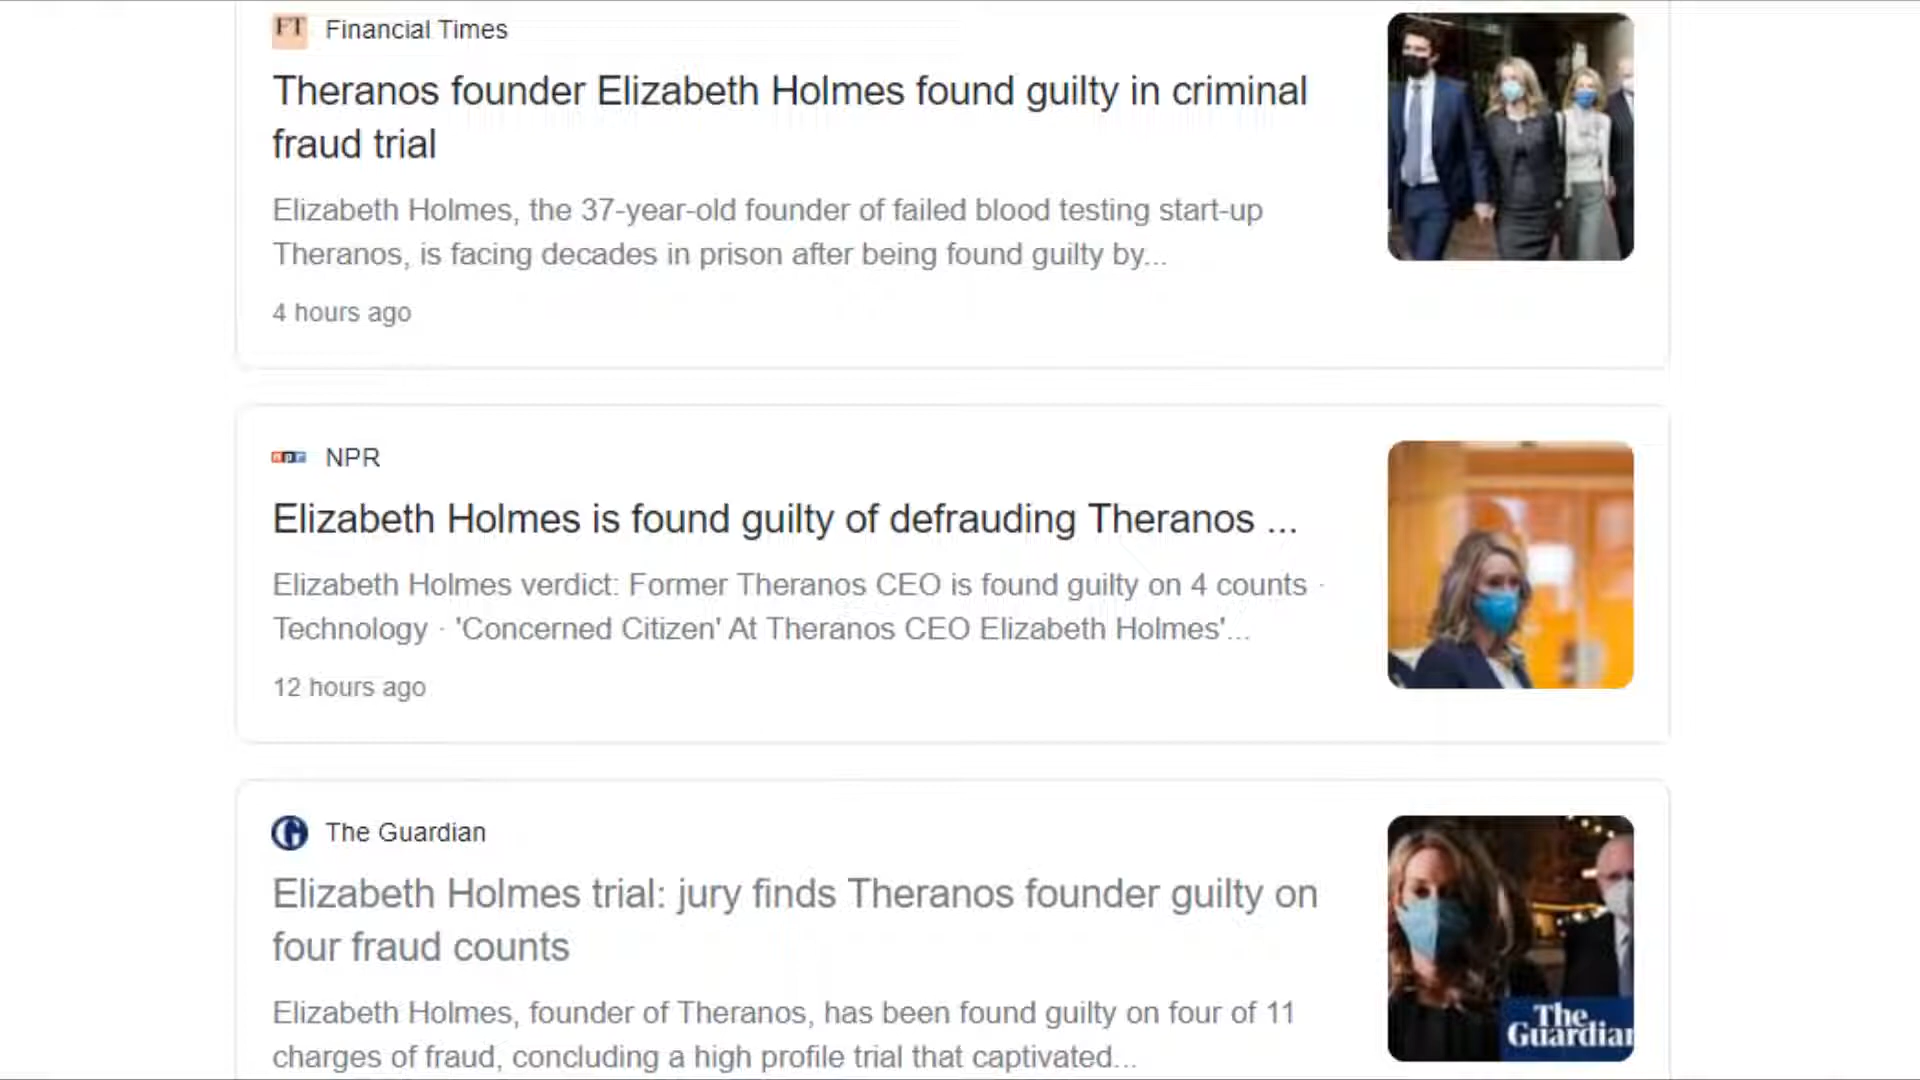 FT Financial Times
Theranos founder Elizabeth Holmes found guilty in criminal
fraud trial
Elizabeth Holmes, the 37-year-old founder of failed blood testing start-up
Theranos, is facing decades in prison after being found guilty by...
4 hours ago
npr NPR
Elizabeth Holmes is found guilty of defrauding Theranos ...
Elizabeth Holmes verdict: Former Theranos CEO is found guilty on 4 counts ·
Technology · 'Concerned Citizen' At Theranos CEO Elizabeth Holmes'...
12 hours ago
G The Guardian
Elizabeth Holmes trial: jury finds Theranos founder guilty on
four fraud counts
Elizabeth Holmes, founder of Theranos, has been found guilty on four of 11
charges of fraud, concluding a high profile trial that captivated...
The
Guardian